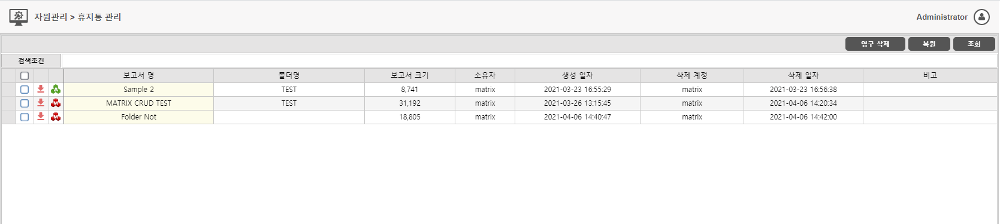 자원관리 > 휴지통 관리 Administrator
영구 삭제 복원 조회
검색조건
보고서 명 폴더명 보고서 크기 소유자 생성 일자 삭제 계정 삭제 일자 비고
A Sample 2 TEST 8,741 matrix 2021-03-23 16:55:29 matrix 2021-03-23 16:56:38
M MATRIX CRUD TEST TEST 31,192 matrix 2021-03-26 13:15:45 matrix 2021-04-06 14:20:34
M Folder Not 18,805 matrix 2021-04-06 14:40:47 matrix 2021-04-06 14:42:00